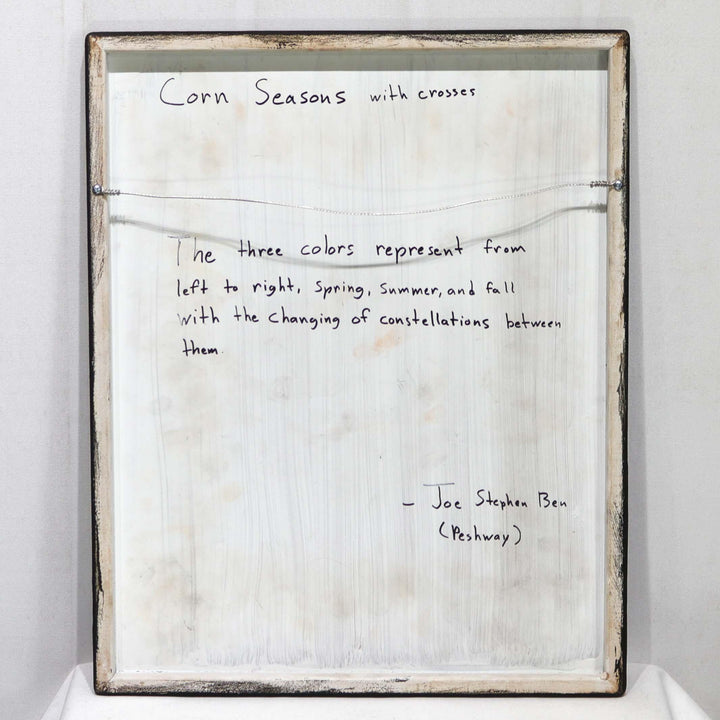 Corn Seasons with crosses
The three colors represent from
left to right, Spring, Summer, and fall
with the changing of constellations between
them.
- Joe Stephen Ben
(Peshway)